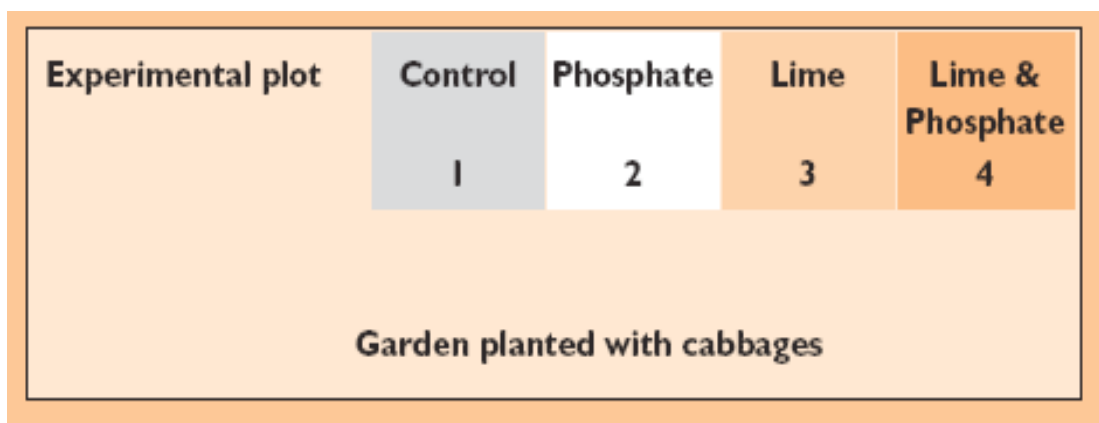 Experimental plot Control Phosphate Lime Lime &
Phosphate
1 2 3 4
Garden planted with cabbages